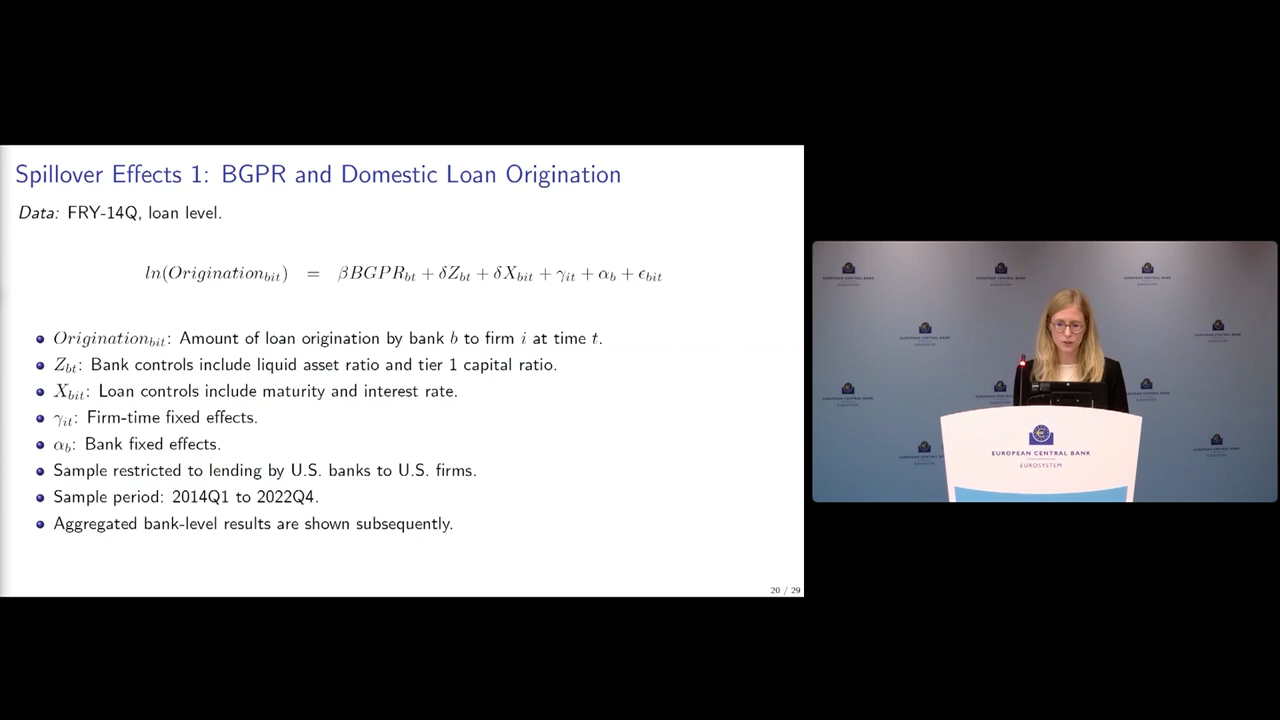 Spillover Effects 1: BGPR and Domestic Loan Origination
Data: FRY-14Q, loan level.
ln(Origination_bit) = βBGPR_bt + δZ_bt + δX_bit + γ_it + α_b + ϵ_bit
Origination_bit: Amount of loan origination by bank b to firm i at time t.
Z_bt: Bank controls include liquid asset ratio and tier 1 capital ratio.
X_bit: Loan controls include maturity and interest rate.
γ_it: Firm-time fixed effects.
α_b: Bank fixed effects.
Sample restricted to lending by U.S. banks to U.S. firms.
Sample period: 2014Q1 to 2022Q4.
Aggregated bank-level results are shown subsequently.
20 / 29
EUROPEAN CENTRAL BANK
EUROSYSTEM